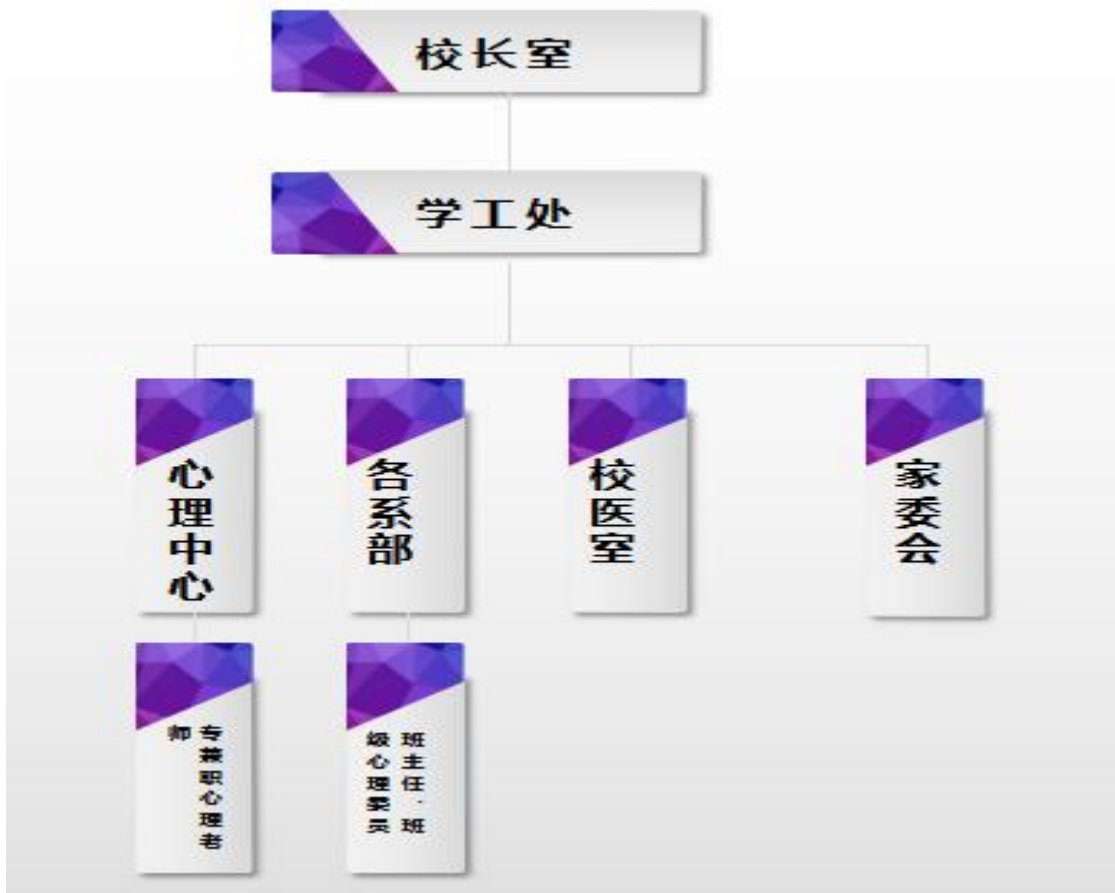 校长室
学工处
心理中心
各系部
校医室
家委会
专兼职心理老
师
班主任、班
级心理委员